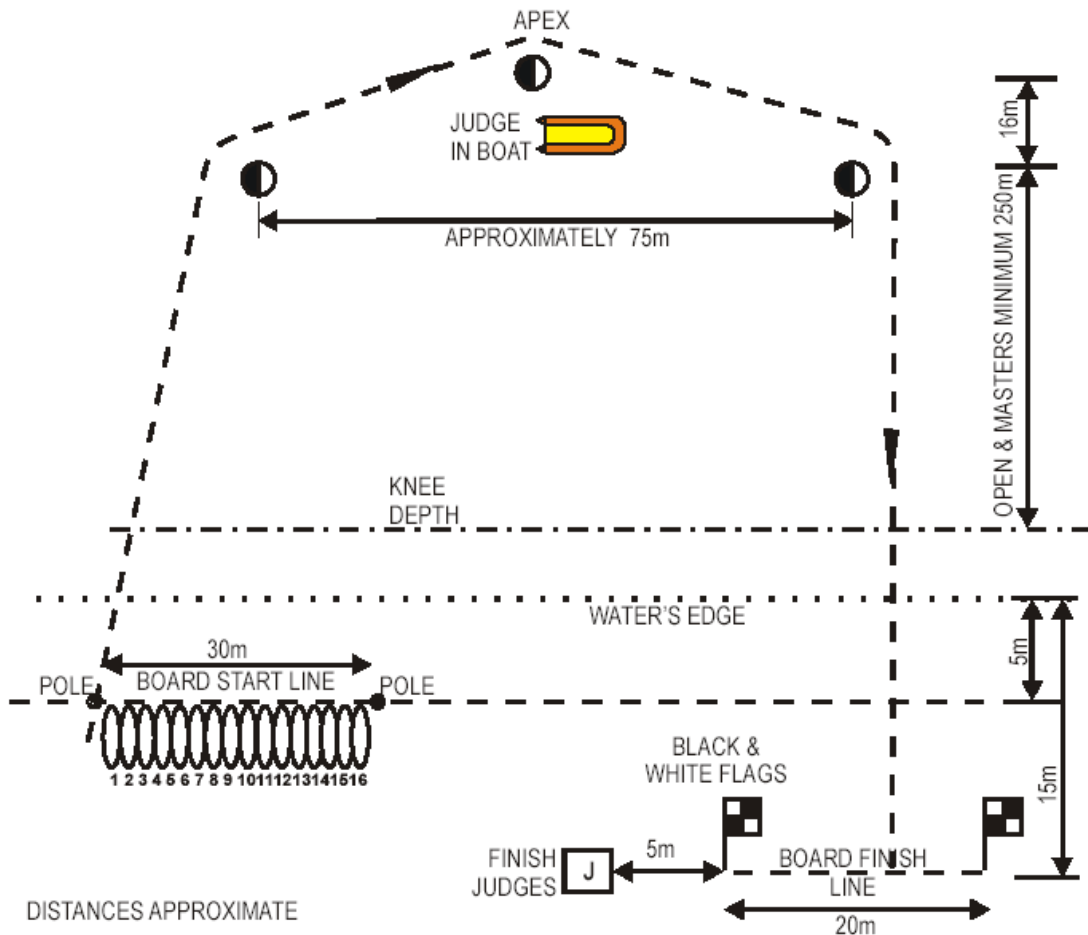 APEX
JUDGE
IN BOAT
16m
APPROXIMATELY 75m
OPEN & MASTERS MINIMUM 250m
KNEE
DEPTH
WATER'S EDGE
30m
5m
POLE
BOARD START LINE
POLE
1 2 3 4 5 6 7 8 9 10 11 12 13 14 15 16
BLACK &
WHITE FLAGS
15m
FINISH
JUDGES
J
5m
BOARD FINISH
LINE
20m
DISTANCES APPROXIMATE